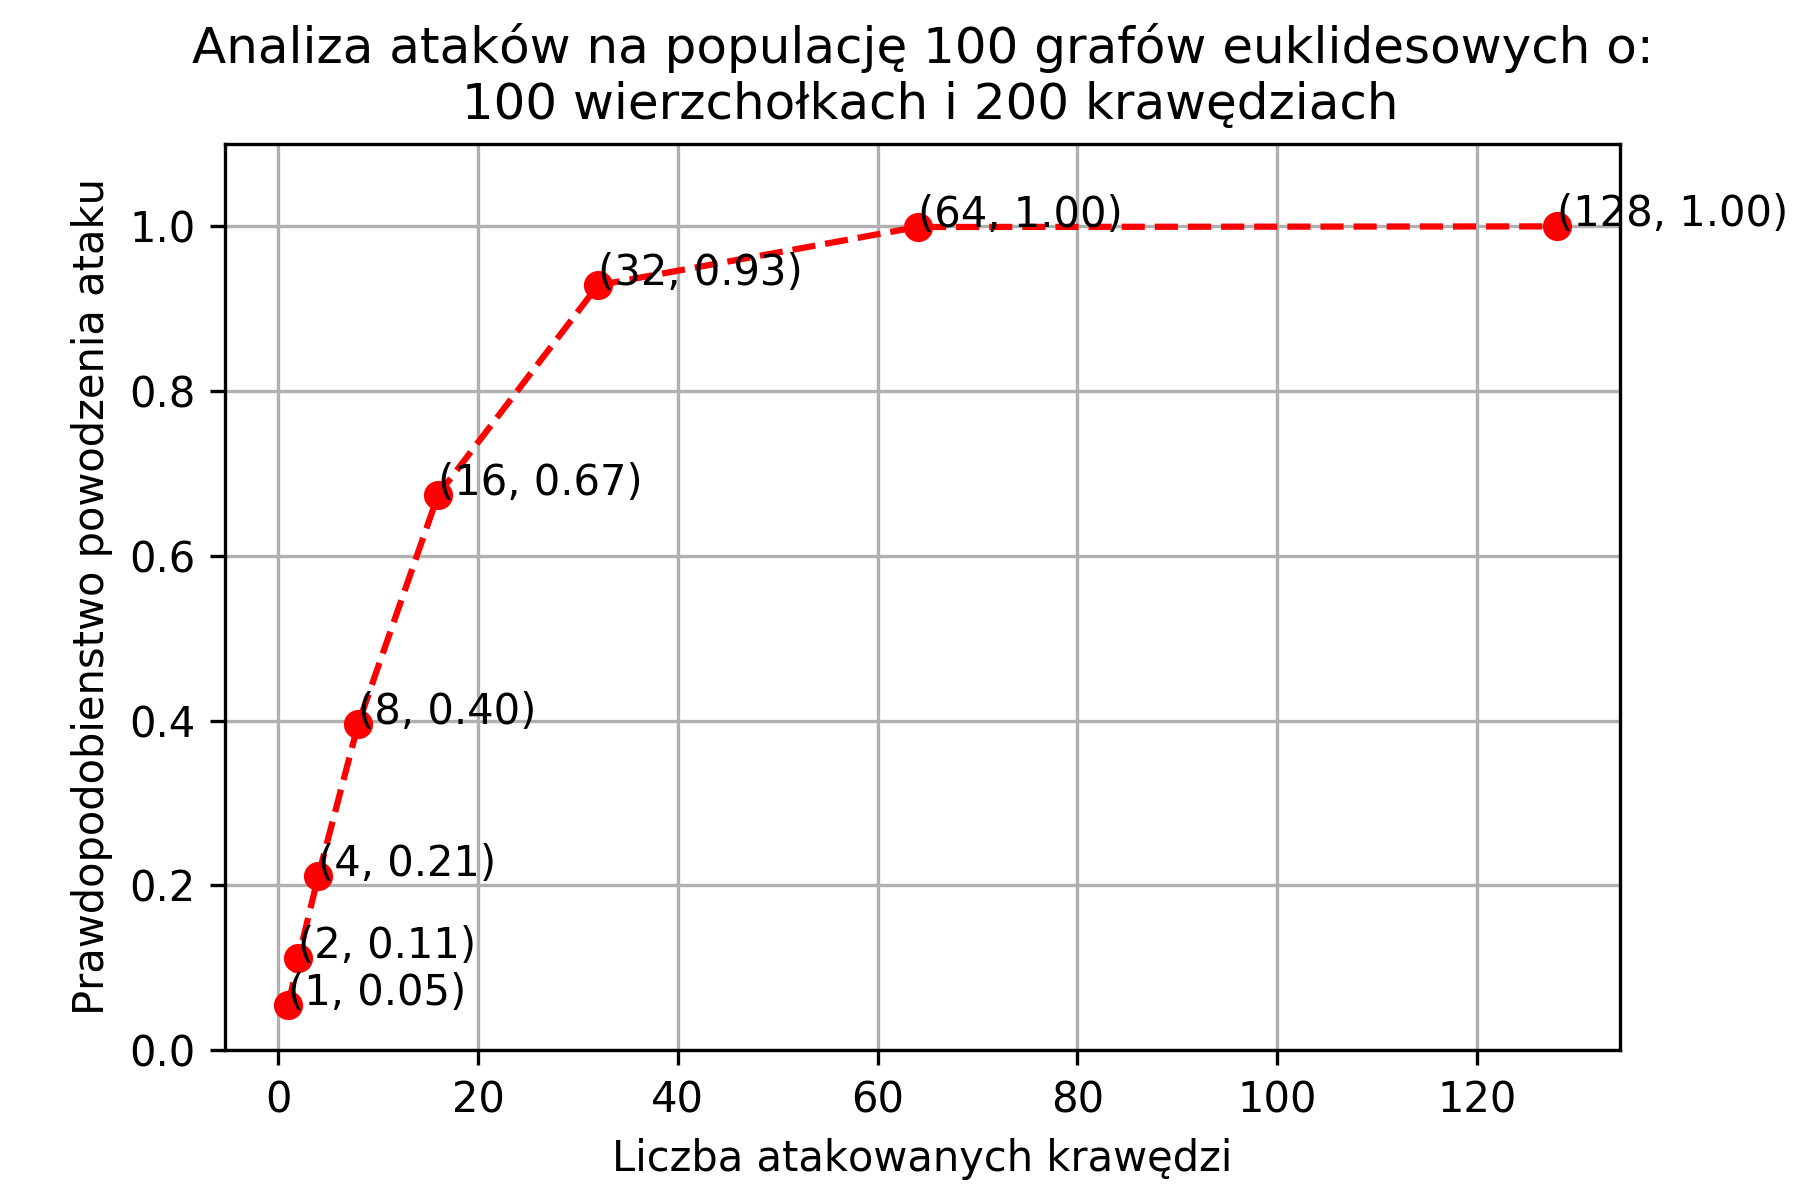 Analiza ataków na populację 100 grafów euklidesowych o:
100 wierzchołkach i 200 krawędziach
Prawdopodobienstwo powodzenia ataku
1.0
0.8
0.6
0.4
0.2
0.0
(64, 1.00)
(128, 1.00)
(32, 0.93)
(16, 0.67)
(8, 0.40)
(4, 0.21)
(2, 0.11)
(1, 0.05)
0 20 40 60 80 100 120
Liczba atakowanych krawędzi